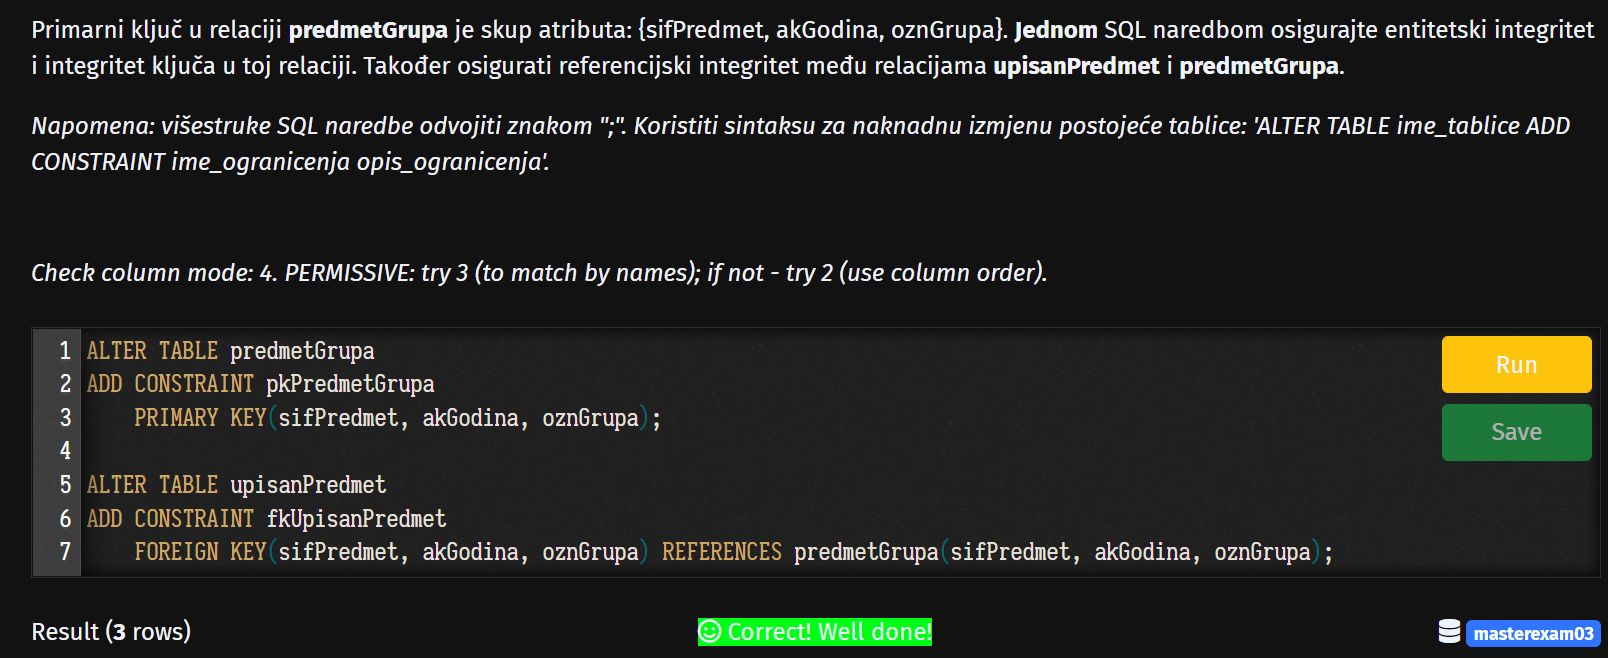 Primarni ključ u relaciji predmetGrupa je skup atributa: {sifPredmet, akGodina, oznGrupa}. Jednom SQL naredbom osigurajte entitetski integritet
i integritet ključa u toj relaciji. Također osigurati referencijski integritet među relacijama upisanPredmet i predmetGrupa.
Napomena: višestruke SQL naredbe odvojiti znakom ";". Koristiti sintaksu za naknadnu izmjenu postojeće tablice: 'ALTER TABLE ime_tablice ADD
CONSTRAINT ime_ogranicenja opis_ogranicenja'.
Check column mode: 4. PERMISSIVE: try 3 (to match by names); if not - try 2 (use column order).
1 ALTER TABLE predmetGrupa
2 ADD CONSTRAINT pkPredmetGrupa
3     PRIMARY KEY(sifPredmet, akGodina, oznGrupa);
4
5 ALTER TABLE upisanPredmet
6 ADD CONSTRAINT fkUpisanPredmet
7     FOREIGN KEY(sifPredmet, akGodina, oznGrupa) REFERENCES predmetGrupa(sifPredmet, akGodina, oznGrupa);
Run
Save
Result (3 rows)
Correct! Well done!
masterexam03